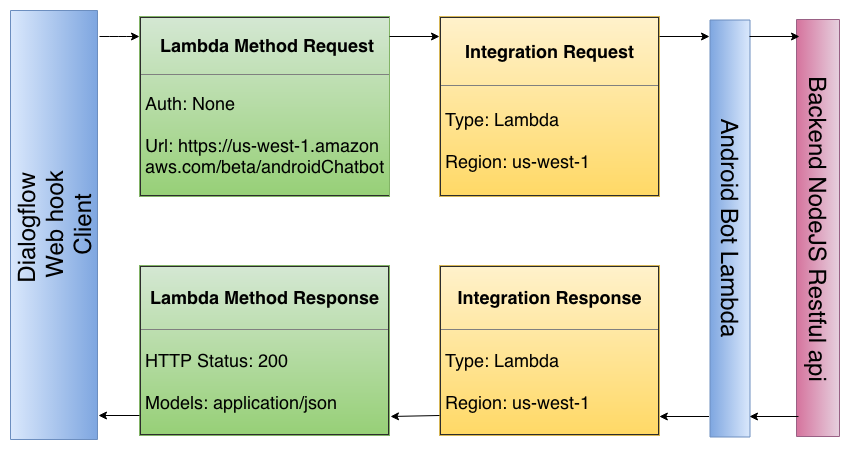 Dialogflow
Web hook
Client
Lambda Method Request
Auth: None
Url: https://us-west-1.amazon
aws.com/beta/androidChatbot
Integration Request
Type: Lambda
Region: us-west-1
Lambda Method Response
HTTP Status: 200
Models: application/json
Integration Response
Type: Lambda
Region: us-west-1
Android Bot Lambda
Backend NodeJS Restful api